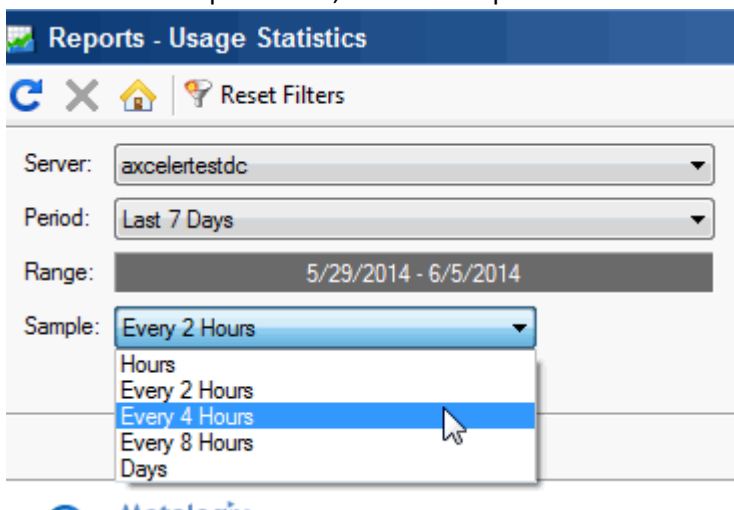 Reports - Usage Statistics
Reset Filters
Server: axcelertestdc
Period: Last 7 Days
Range: 5/29/2014 - 6/5/2014
Sample: Every 2 Hours
Hours
Every 2 Hours
Every 4 Hours
Every 8 Hours
Days